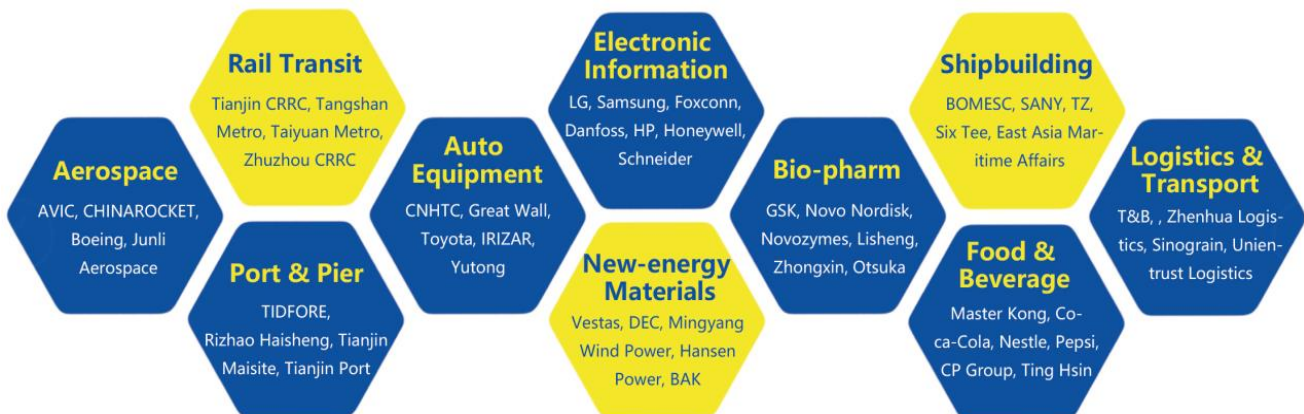 Aerospace
AVIC, CHINAROCKET,
Boeing, Junli
Aerospace
Rail Transit
Tianjin CRRC, Tangshan
Metro, Taiyuan Metro,
Zhuzhou CRRC
Port & Pier
TIDFORE,
Rizhao Haisheng, Tianjin
Maisite, Tianjin Port
Auto
Equipment
CNHTC, Great Wall,
Toyota, IRIZAR,
Yutong
Electronic
Information
LG, Samsung, Foxconn,
Danfoss, HP, Honeywell,
Schneider
New-energy
Materials
Vestas, DEC, Mingyang
Wind Power, Hansen
Power, BAK
Bio-pharm
GSK, Novo Nordisk,
Novozymes, Lisheng,
Zhongxin, Otsuka
Shipbuilding
BOMESC, SANY, TZ,
Six Tee, East Asia Mar-
itime Affairs
Food &
Beverage
Master Kong, Co-
ca-Cola, Nestle, Pepsi,
CP Group, Ting Hsin
Logistics &
Transport
T&B, , Zhenhua Logis-
tics, Sinograin, Unien-
trust Logistics